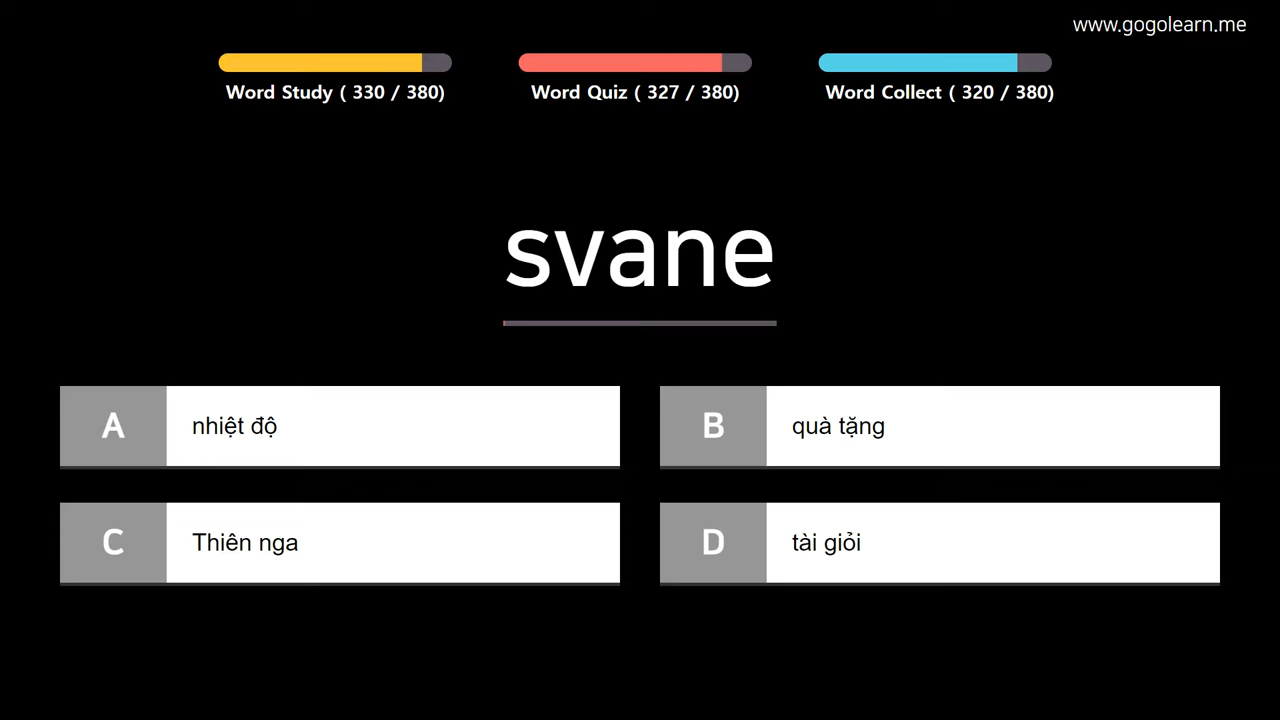 www.gogolearn.me
Word Study ( 330 / 380)
Word Quiz ( 327 / 380)
Word Collect ( 320 / 380)
svane
A nhiệt độ
B quà tặng
C Thiên nga
D tài giỏi